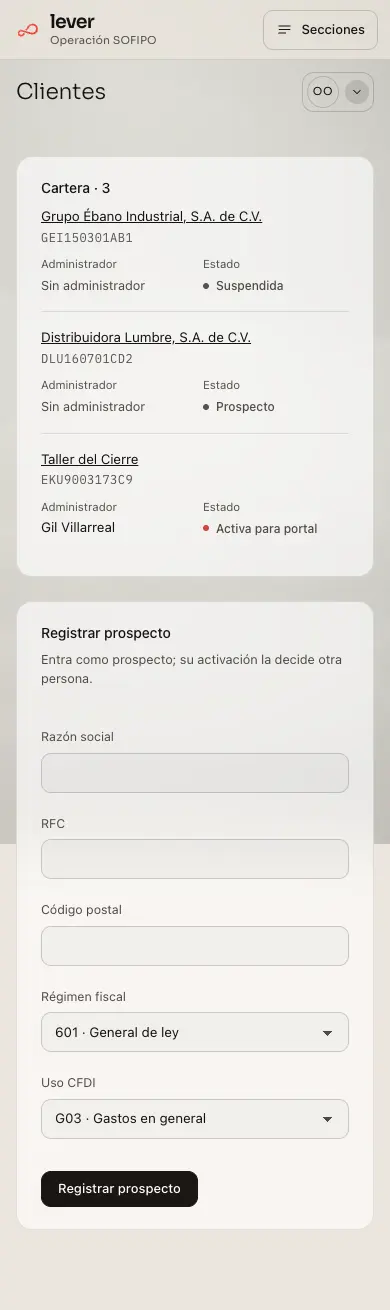 lever
Operación SOFIPO
Secciones
Clientes
OO
Cartera · 3
Grupo Ébano Industrial, S.A. de C.V.
GEI150301AB1
Administrador
Estado
Sin administrador
Suspendida
Distribuidora Lumbre, S.A. de C.V.
DLU160701CD2
Administrador
Estado
Sin administrador
Prospecto
Taller del Cierre
EKU9003173C9
Administrador
Estado
Gil Villarreal
Activa para portal
Registrar prospecto
Entra como prospecto; su activación la decide otra
persona.
Razón social
RFC
Código postal
Régimen fiscal
601 · General de ley
Uso CFDI
G03 · Gastos en general
Registrar prospecto